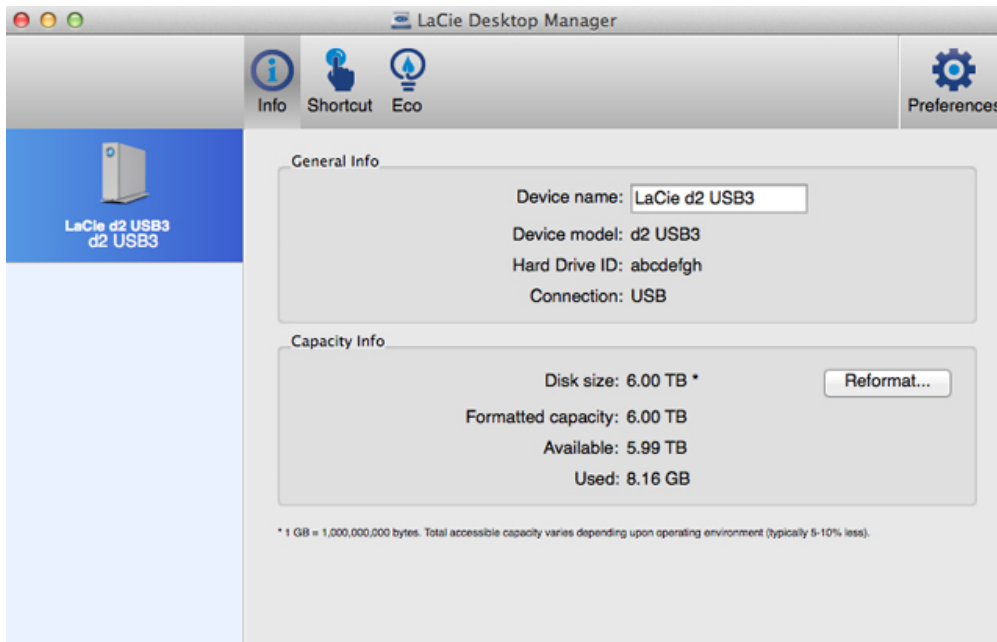 LaCie Desktop Manager
Info
Shortcut
Eco
Preferences
LaCie d2 USB3
d2 USB3
General Info
Device name: LaCie d2 USB3
Device model: d2 USB3
Hard Drive ID: abcdefgh
Connection: USB
Capacity Info
Disk size: 6.00 TB *
Reformat...
Formatted capacity: 6.00 TB
Available: 5.99 TB
Used: 8.16 GB
* 1 GB = 1,000,000,000 bytes. Total accessible capacity varies depending upon operating environment (typically 5-10% less).